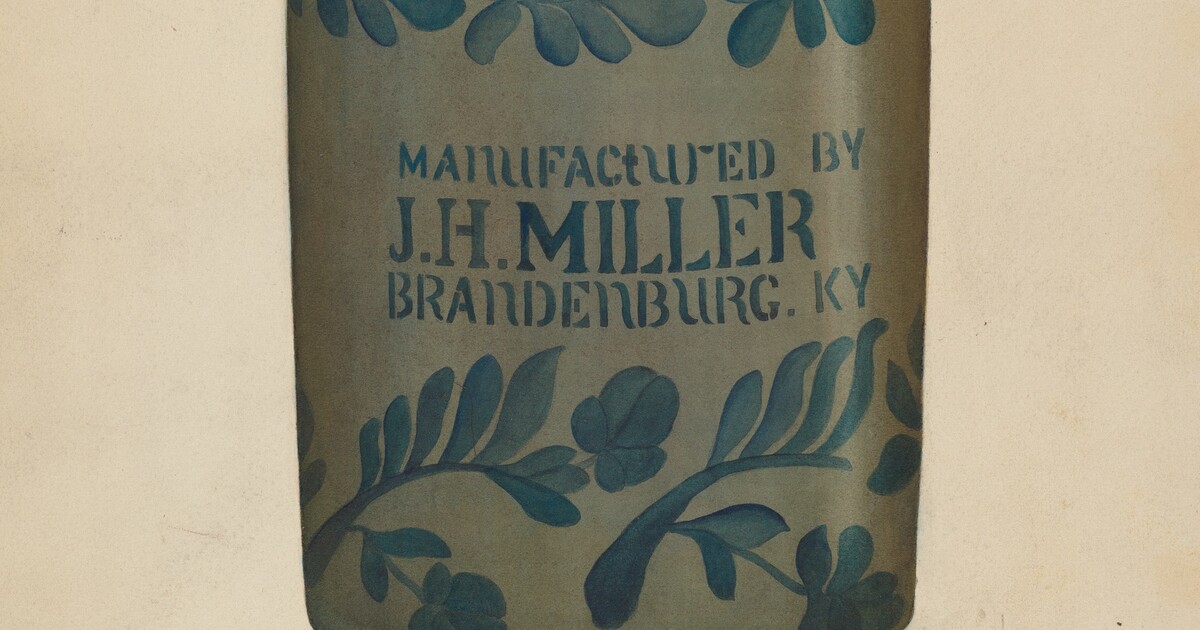 MANUFACTURED BY
J.H. MILLER
BRANDENBURG. KY